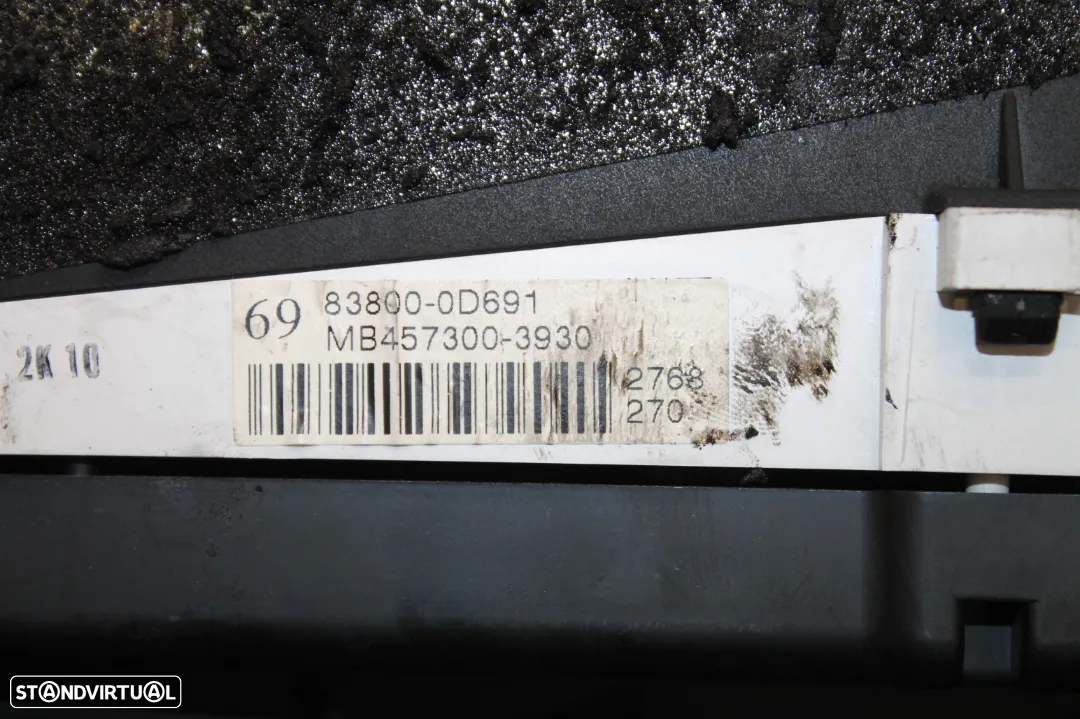 69
83800-0D691
MB457300-3930
2768
270
2K 10
STANDVIRTUAL